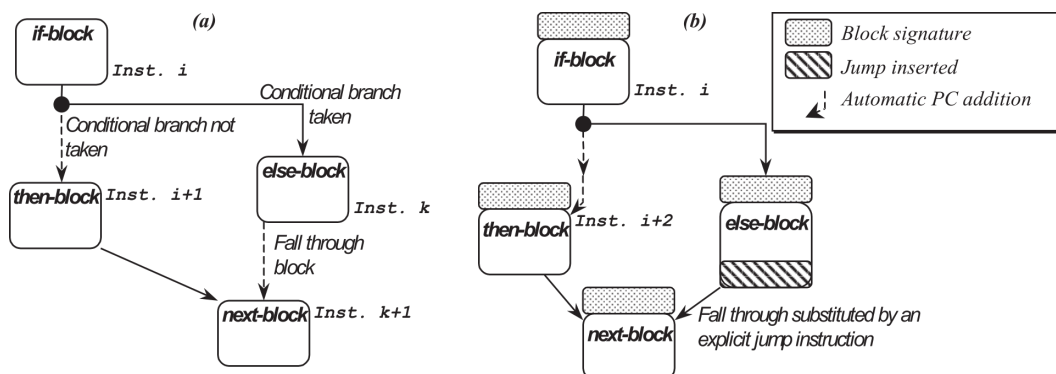 (a)
if-block
Inst. i
Conditional branch not
taken
Conditional branch
taken
then-block
Inst. i+1
else-block
Inst. k
Fall through
block
next-block
Inst. k+1
(b)
if-block
Inst. i
then-block
Inst. i+2
else-block
next-block
Fall through substituted by an
explicit jump instruction
Block signature
Jump inserted
Automatic PC addition